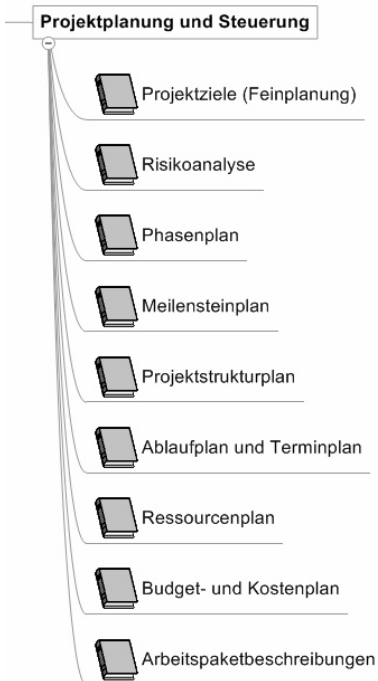 Projektplanung und Steuerung
Projektziele (Feinplanung)
Risikoanalyse
Phasenplan
Meilensteinplan
Projektstrukturplan
Ablaufplan und Terminplan
Ressourcenplan
Budget- und Kostenplan
Arbeitspaketbeschreibungen